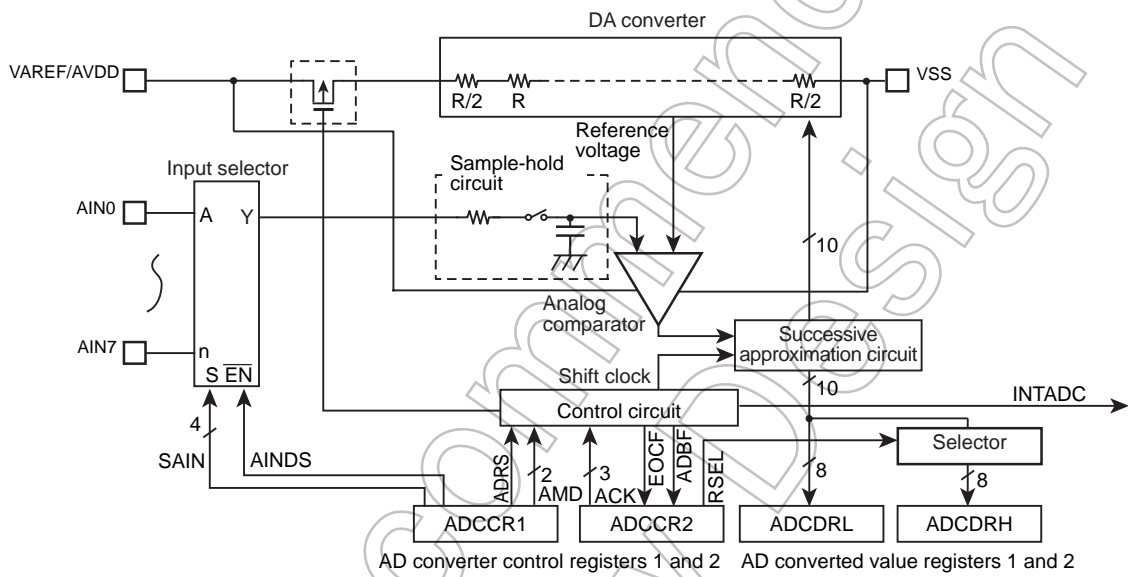 DA converter
VAREF/AVDD
VSS
R/2
R
R/2
Reference
voltage
Sample-hold
circuit
Input selector
AIN0
A
Y
10
Analog
comparator
AIN7
n
S
EN
Successive
approximation circuit
10
Shift clock
Control circuit
INTADC
4
SAIN
AINDS
ADRS
2
AMD
3
ACK
EOCF
ADBF
RSEL
8
Selector
8
ADCCR1
ADCCR2
ADCDRL
ADCDRH
AD converter control registers 1 and 2
AD converted value registers 1 and 2